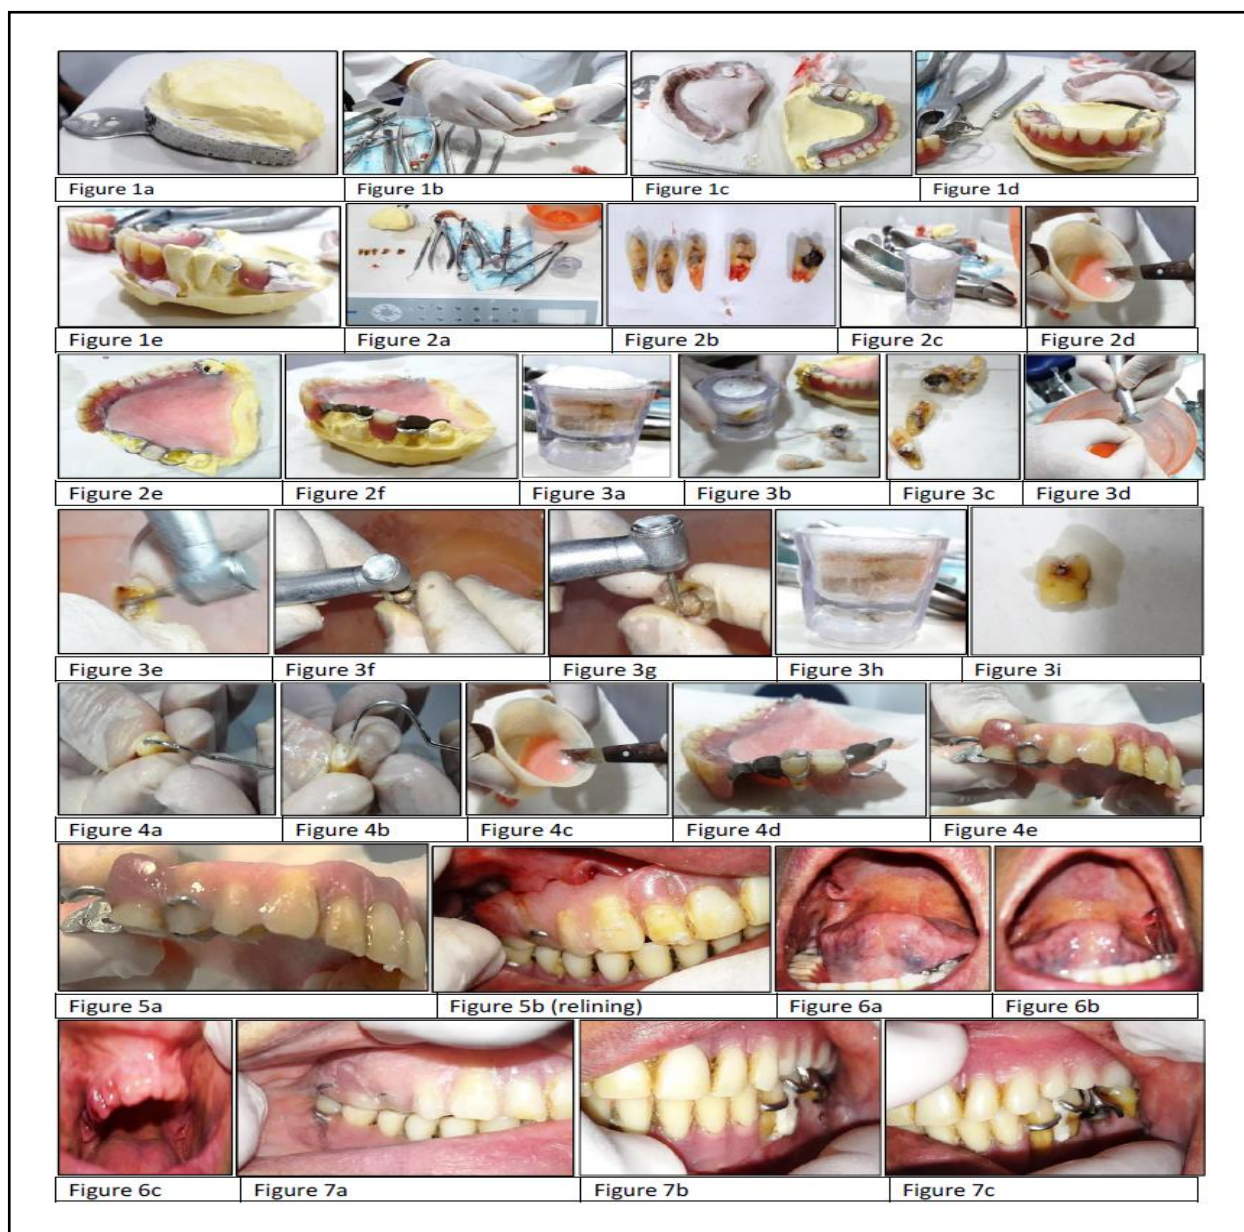 Figure 1a Figure 1b Figure 1c Figure 1d
Figure 1e Figure 2a Figure 2b Figure 2c Figure 2d
Figure 2e Figure 2f Figure 3a Figure 3b Figure 3c Figure 3d
Figure 3e Figure 3f Figure 3g Figure 3h Figure 3i
Figure 4a Figure 4b Figure 4c Figure 4d Figure 4e
Figure 5a Figure 5b (relining) Figure 6a Figure 6b
Figure 6c Figure 7a Figure 7b Figure 7c